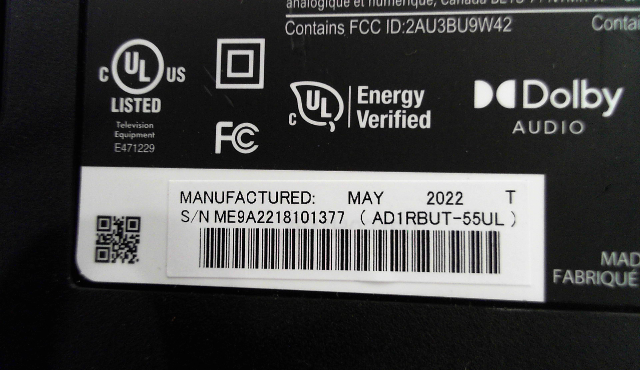 analogique et numérique, Canada
Contains FCC ID:2AU3BU9W42
Contai
C UL US
LISTED
Television
Equipment
E471229
FC
C UL
Energy
Verified
Dolby
AUDIO
MANUFACTURED: MAY 2022 T
S/N ME9A2218101377 ( AD1RBUT-55UL )
MAD
FABRIQUÉ